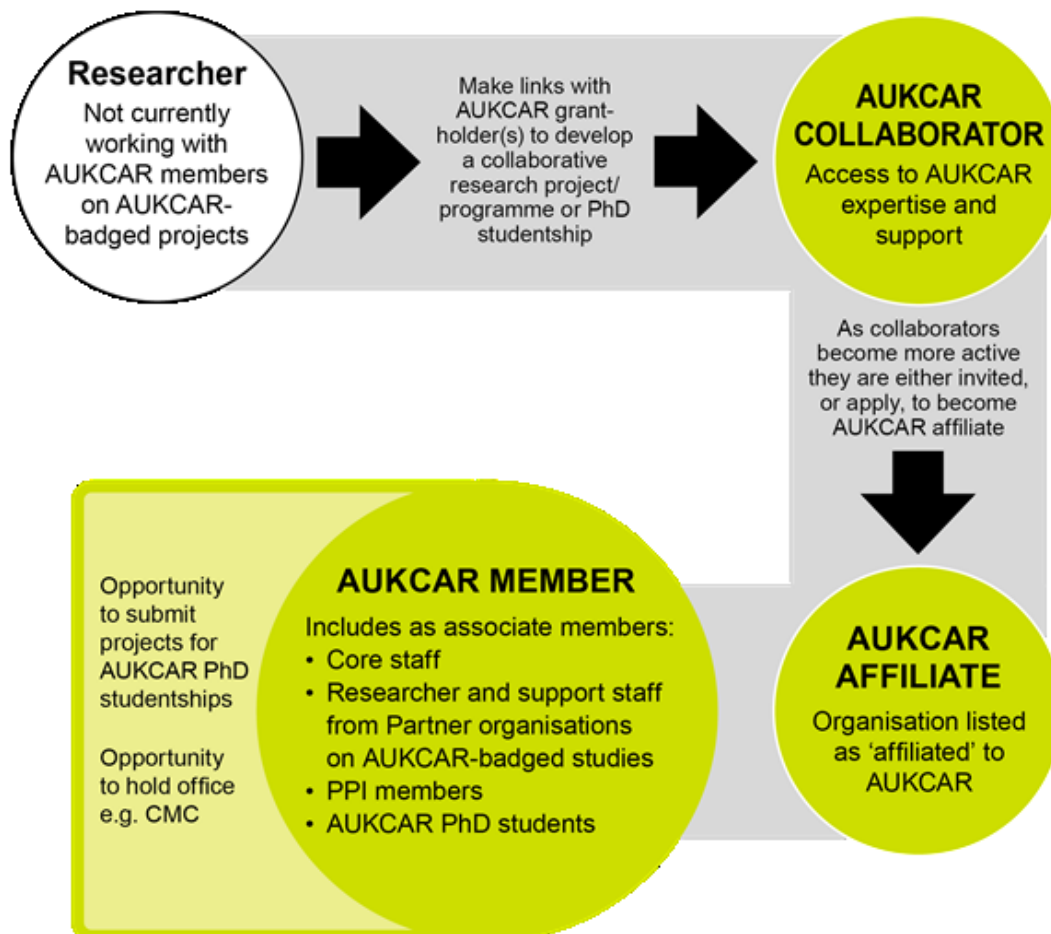 Researcher
Not currently
working with
AUKCAR members
on AUKCAR-
badged projects
Make links with
AUKCAR grant-
holder(s) to develop
a collaborative
research project/
programme or PhD
studentship
AUKCAR
COLLABORATOR
Access to AUKCAR
expertise and
support
As collaborators
become more active
they are either invited,
or apply, to become
AUKCAR affiliate
AUKCAR
AFFILIATE
Organisation listed
as ‘affiliated’ to
AUKCAR
AUKCAR MEMBER
Includes as associate members:
• Core staff
• Researcher and support staff
from Partner organisations
on AUKCAR-badged studies
• PPI members
• AUKCAR PhD students
Opportunity
to submit
projects for
AUKCAR PhD
studentships
Opportunity
to hold office
e.g. CMC